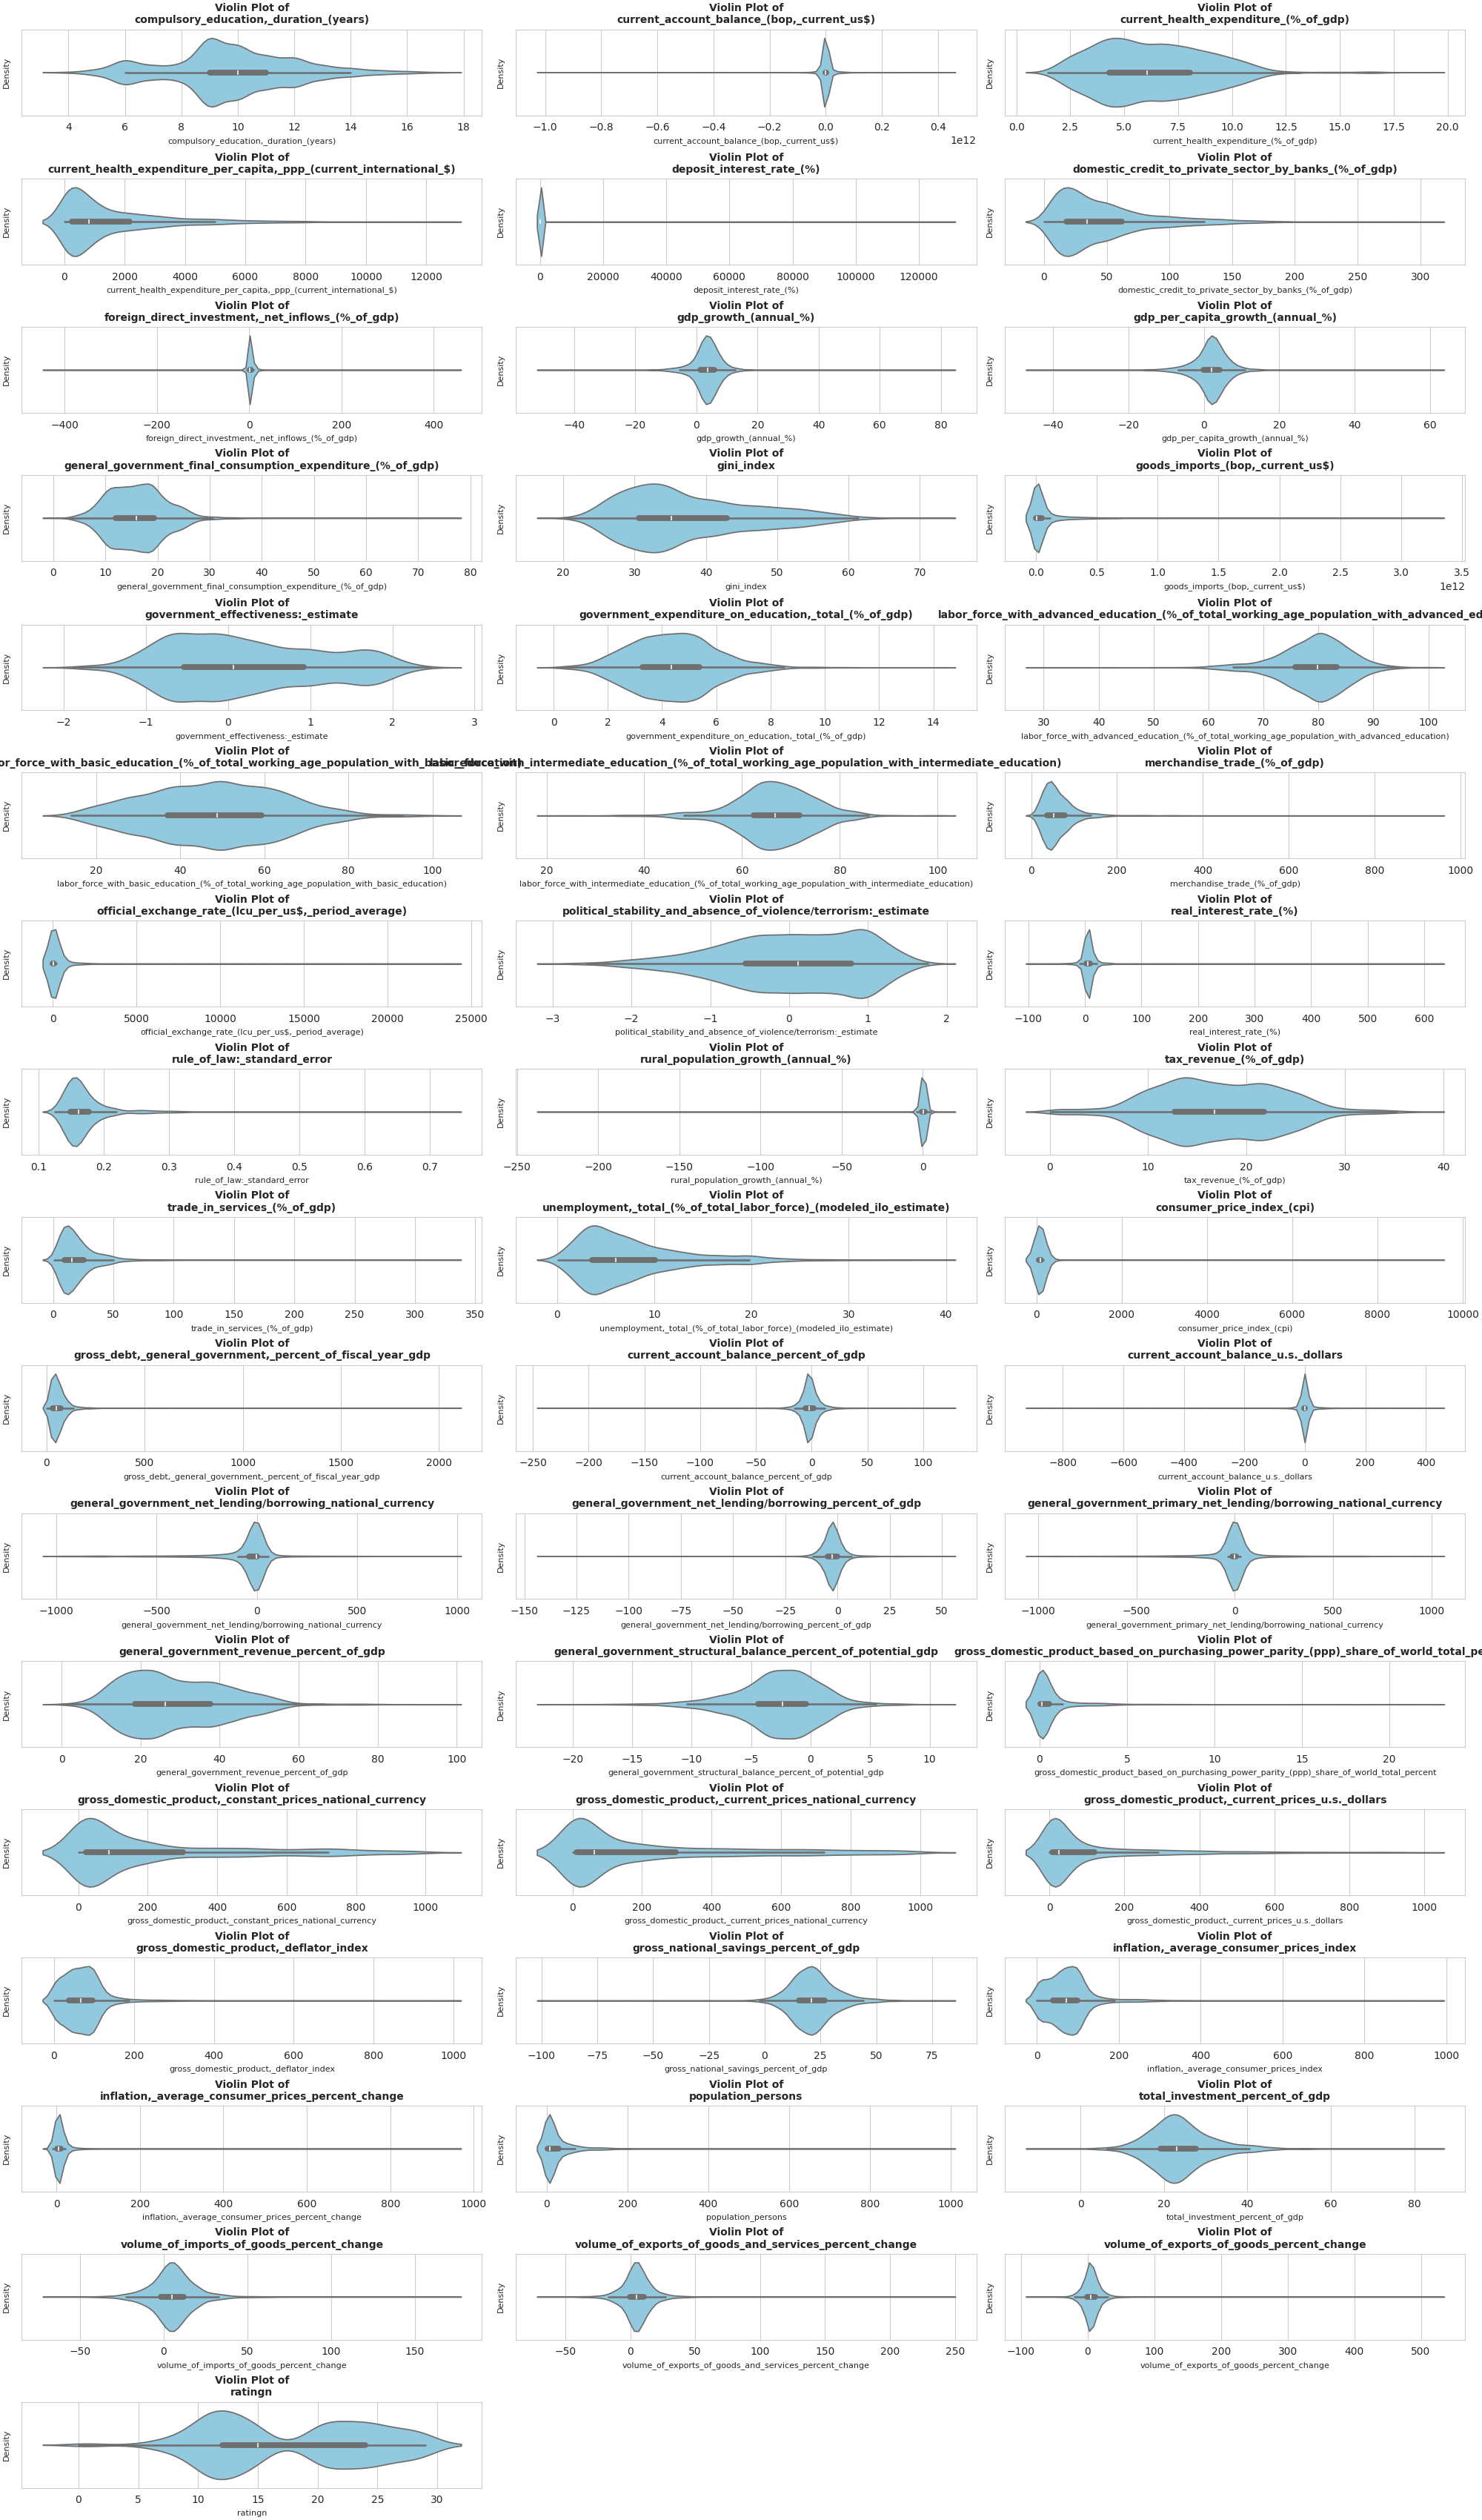 Violin Plot of
compulsory_education,_duration_(years)
Density
4 6 8 10 12 14 16 18
compulsory_education,_duration_(years)
Violin Plot of
current_account_balance_(bop,_current_us$)
Density
−1.0 −0.8 −0.6 −0.4 −0.2 0.0 0.2 0.4
1e12
current_account_balance_(bop,_current_us$)
Violin Plot of
current_health_expenditure_(%_of_gdp)
Density
0.0 2.5 5.0 7.5 10.0 12.5 15.0 17.5 20.0
current_health_expenditure_(%_of_gdp)
Violin Plot of
current_health_expenditure_per_capita,_ppp_(current_international_$)
Density
0 2000 4000 6000 8000 10000 12000
current_health_expenditure_per_capita,_ppp_(current_international_$)
Violin Plot of
deposit_interest_rate_(%)
Density
0 20000 40000 60000 80000 100000 120000
deposit_interest_rate_(%)
Violin Plot of
domestic_credit_to_private_sector_by_banks_(%_of_gdp)
Density
0 50 100 150 200 250 300
domestic_credit_to_private_sector_by_banks_(%_of_gdp)
Violin Plot of
foreign_direct_investment,_net_inflows_(%_of_gdp)
Density
−400 −200 0 200 400
foreign_direct_investment,_net_inflows_(%_of_gdp)
Violin Plot of
gdp_growth_(annual_%)
Density
−40 −20 0 20 40 60 80
gdp_growth_(annual_%)
Violin Plot of
gdp_per_capita_growth_(annual_%)
Density
−40 −20 0 20 40 60
gdp_per_capita_growth_(annual_%)
Violin Plot of
general_government_final_consumption_expenditure_(%_of_gdp)
Density
0 10 20 30 40 50 60 70 80
general_government_final_consumption_expenditure_(%_of_gdp)
Violin Plot of
gini_index
Density
20 30 40 50 60 70
gini_index
Violin Plot of
goods_imports_(bop,_current_us$)
Density
0.0 0.5 1.0 1.5 2.0 2.5 3.0 3.5
1e12
goods_imports_(bop,_current_us$)
Violin Plot of
government_effectiveness:_estimate
Density
−2 −1 0 1 2 3
government_effectiveness:_estimate
Violin Plot of
government_expenditure_on_education,_total_(%_of_gdp)
Density
0 2 4 6 8 10 12 14
government_expenditure_on_education,_total_(%_of_gdp)
Violin Plot of
labor_force_with_advanced_education_(%_of_total_working_age_population_with_advanced_ed
Density
30 40 50 60 70 80 90 100
labor_force_with_advanced_education_(%_of_total_working_age_population_with_advanced_education)
Violin Plot of
or_force_with_basic_education_(%_of_total_working_age_population_with_basic_education)
Density
20 40 60 80 100
labor_force_with_basic_education_(%_of_total_working_age_population_with_basic_education)
Violin Plot of
labor_force_with_intermediate_education_(%_of_total_working_age_population_with_intermediate_education)
Density
20 40 60 80 100
labor_force_with_intermediate_education_(%_of_total_working_age_population_with_intermediate_education)
Violin Plot of
merchandise_trade_(%_of_gdp)
Density
0 200 400 600 800 1000
merchandise_trade_(%_of_gdp)
Violin Plot of
official_exchange_rate_(lcu_per_us$,_period_average)
Density
0 5000 10000 15000 20000 25000
official_exchange_rate_(lcu_per_us$,_period_average)
Violin Plot of
political_stability_and_absence_of_violence/terrorism:_estimate
Density
−3 −2 −1 0 1 2
political_stability_and_absence_of_violence/terrorism:_estimate
Violin Plot of
real_interest_rate_(%)
Density
−100 0 100 200 300 400 500 600
real_interest_rate_(%)
Violin Plot of
rule_of_law:_standard_error
Density
0.1 0.2 0.3 0.4 0.5 0.6 0.7
rule_of_law:_standard_error
Violin Plot of
rural_population_growth_(annual_%)
Density
−250 −200 −150 −100 −50 0
rural_population_growth_(annual_%)
Violin Plot of
tax_revenue_(%_of_gdp)
Density
0 10 20 30 40
tax_revenue_(%_of_gdp)
Violin Plot of
trade_in_services_(%_of_gdp)
Density
0 50 100 150 200 250 300 350
trade_in_services_(%_of_gdp)
Violin Plot of
unemployment,_total_(%_of_total_labor_force)_(modeled_ilo_estimate)
Density
0 10 20 30 40
unemployment,_total_(%_of_total_labor_force)_(modeled_ilo_estimate)
Violin Plot of
consumer_price_index_(cpi)
Density
0 2000 4000 6000 8000 10000
consumer_price_index_(cpi)
Violin Plot of
gross_debt,_general_government,_percent_of_fiscal_year_gdp
Density
0 500 1000 1500 2000
gross_debt,_general_government,_percent_of_fiscal_year_gdp
Violin Plot of
current_account_balance_percent_of_gdp
Density
−250 −200 −150 −100 −50 0 50 100
current_account_balance_percent_of_gdp
Violin Plot of
current_account_balance_u.s._dollars
Density
−800 −600 −400 −200 0 200 400
current_account_balance_u.s._dollars
Violin Plot of
general_government_net_lending/borrowing_national_currency
Density
−1000 −500 0 500 1000
general_government_net_lending/borrowing_national_currency
Violin Plot of
general_government_net_lending/borrowing_percent_of_gdp
Density
−150 −125 −100 −75 −50 −25 0 25 50
general_government_net_lending/borrowing_percent_of_gdp
Violin Plot of
general_government_primary_net_lending/borrowing_national_currency
Density
−1000 −500 0 500 1000
general_government_primary_net_lending/borrowing_national_currency
Violin Plot of
general_government_revenue_percent_of_gdp
Density
0 20 40 60 80 100
general_government_revenue_percent_of_gdp
Violin Plot of
general_government_structural_balance_percent_of_potential_gdp
Density
−20 −15 −10 −5 0 5 10
general_government_structural_balance_percent_of_potential_gdp
Violin Plot of
gross_domestic_product_based_on_purchasing_power_parity_(ppp)_share_of_world_total_pe
Density
0 5 10 15 20
gross_domestic_product_based_on_purchasing_power_parity_(ppp)_share_of_world_total_percent
Violin Plot of
gross_domestic_product,_constant_prices_national_currency
Density
0 200 400 600 800 1000
gross_domestic_product,_constant_prices_national_currency
Violin Plot of
gross_domestic_product,_current_prices_national_currency
Density
0 200 400 600 800 1000
gross_domestic_product,_current_prices_national_currency
Violin Plot of
gross_domestic_product,_current_prices_u.s._dollars
Density
0 200 400 600 800 1000
gross_domestic_product,_current_prices_u.s._dollars
Violin Plot of
gross_domestic_product,_deflator_index
Density
0 200 400 600 800 1000
gross_domestic_product,_deflator_index
Violin Plot of
gross_national_savings_percent_of_gdp
Density
−100 −75 −50 −25 0 25 50 75
gross_national_savings_percent_of_gdp
Violin Plot of
inflation,_average_consumer_prices_index
Density
0 200 400 600 800 1000
inflation,_average_consumer_prices_index
Violin Plot of
inflation,_average_consumer_prices_percent_change
Density
0 200 400 600 800 1000
inflation,_average_consumer_prices_percent_change
Violin Plot of
population_persons
Density
0 200 400 600 800 1000
population_persons
Violin Plot of
total_investment_percent_of_gdp
Density
0 20 40 60 80
total_investment_percent_of_gdp
Violin Plot of
volume_of_imports_of_goods_percent_change
Density
−50 0 50 100 150
volume_of_imports_of_goods_percent_change
Violin Plot of
volume_of_exports_of_goods_and_services_percent_change
Density
−50 0 50 100 150 200 250
volume_of_exports_of_goods_and_services_percent_change
Violin Plot of
volume_of_exports_of_goods_percent_change
Density
−100 0 100 200 300 400 500
volume_of_exports_of_goods_percent_change
Violin Plot of
ratingn
Density
0 5 10 15 20 25 30
ratingn